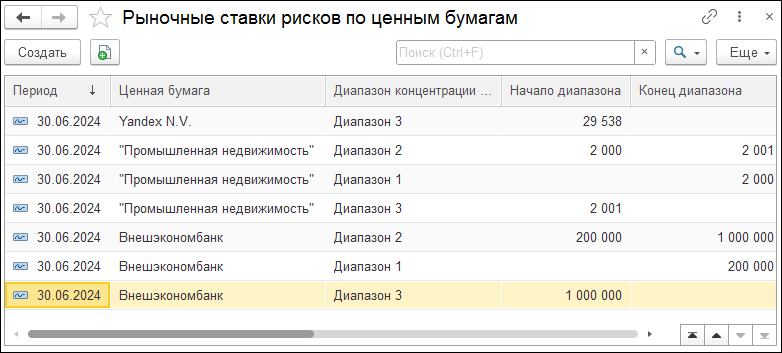 Рыночные ставки рисков по ценным бумагам
Создать Поиск (Ctrl+F) × Еще
Период ↓ Ценная бумага Диапазон концентрации ... Начало диапазона Конец диапазона
30.06.2024 Yandex N.V. Диапазон 3 29 538
30.06.2024 "Промышленная недвижимость" Диапазон 2 2 000 2 001
30.06.2024 "Промышленная недвижимость" Диапазон 1 2 000
30.06.2024 "Промышленная недвижимость" Диапазон 3 2 001
30.06.2024 Внешэкономбанк Диапазон 2 200 000 1 000 000
30.06.2024 Внешэкономбанк Диапазон 1 200 000
30.06.2024 Внешэкономбанк Диапазон 3 1 000 000